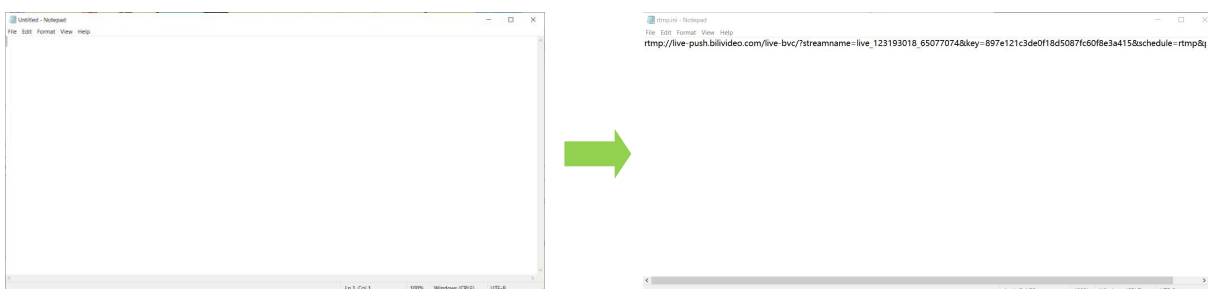 Untitled - Notepad
File Edit Format View Help
Ln 1, Col 1 100% Windows (CRLF) UTF-8
rtmp.ini - Notepad
File Edit Format View Help
rtmp://live-push.bilivideo.com/live-bvc/?streamname=live_123193018_65077074&key=897e121c3de0f18d5087fc60f8e3a415&schedule=rtmp&p